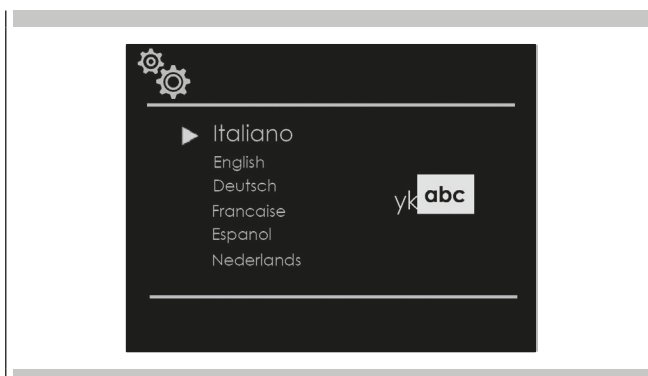 Italiano
English
Deutsch
Francaise
yk abc
Espanol
Nederlands